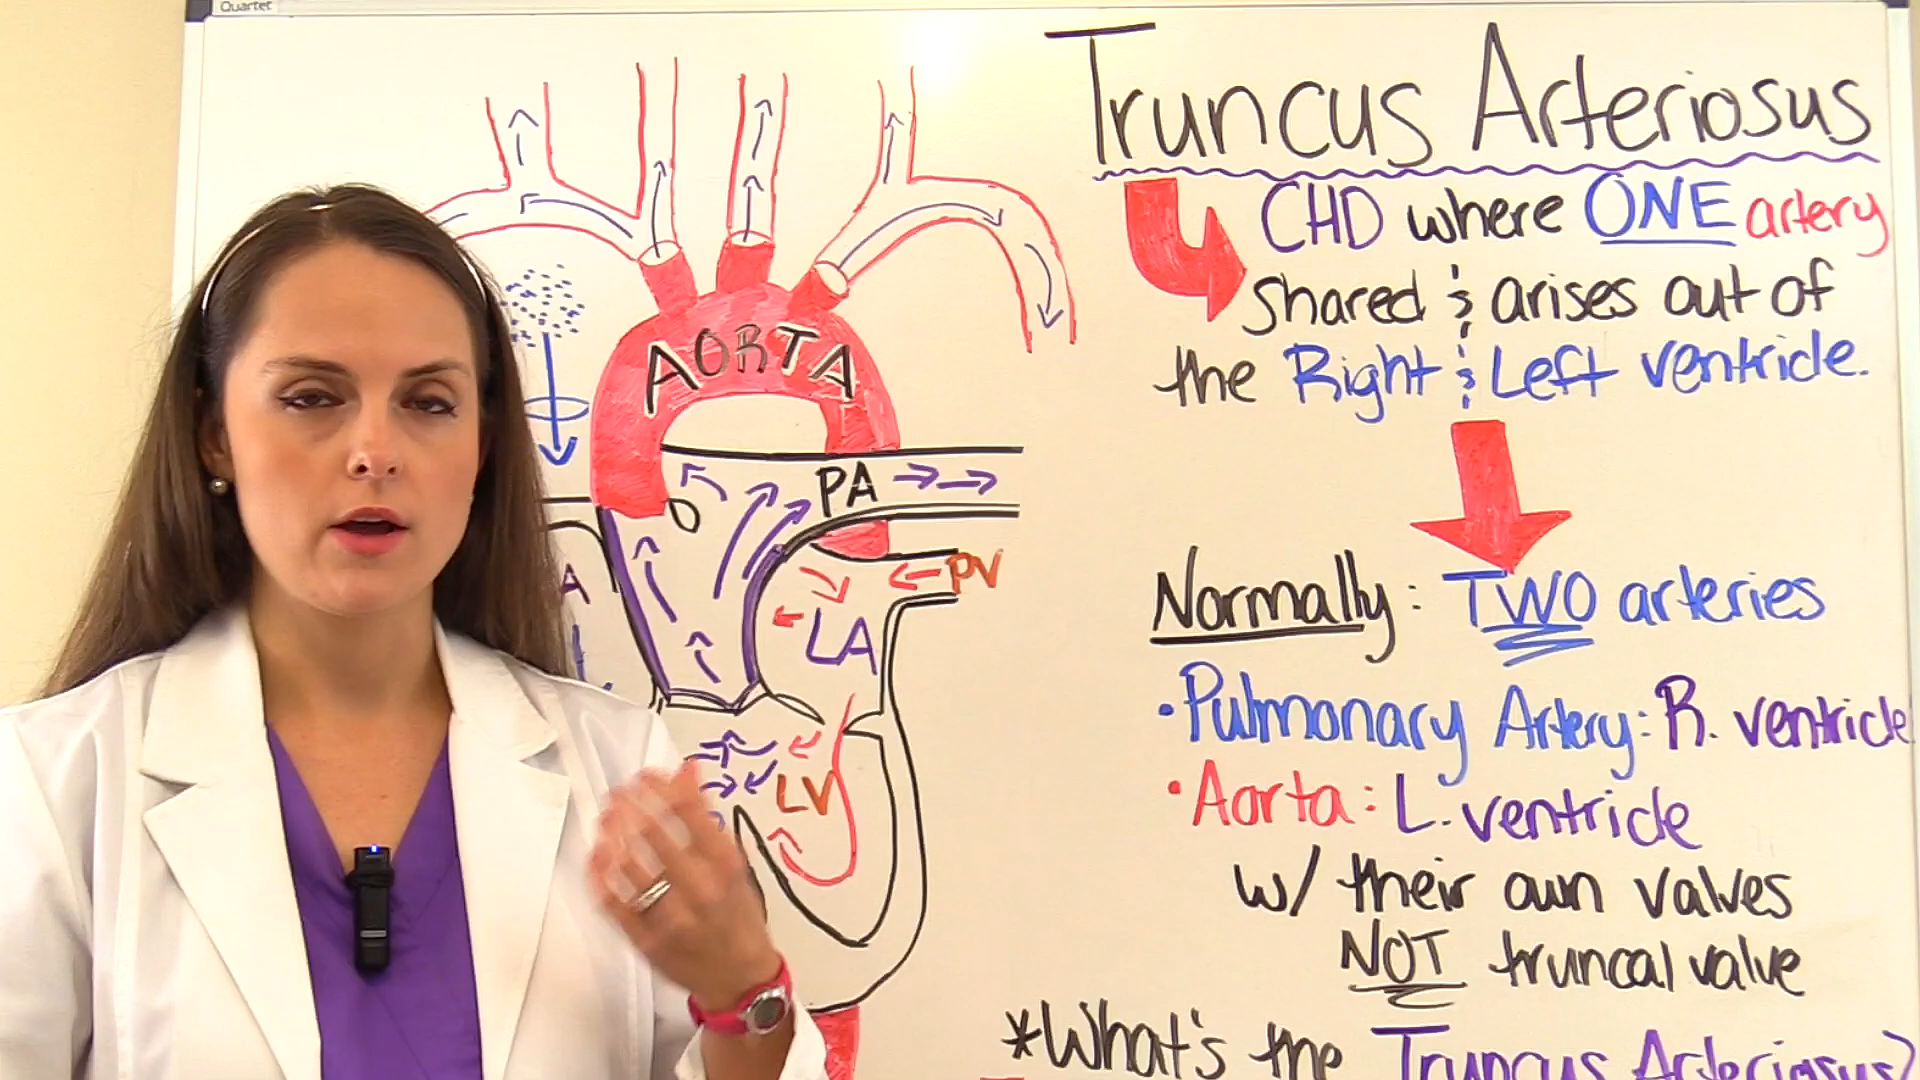 Quartet
Truncus Arteriosus
CHD where ONE artery
shared & arises out of
the Right & Left ventricle.
AORTA
PA
PV
A
LA
LV
Normally: TWO arteries
• Pulmonary Artery: R. ventricle
• Aorta: L. ventricle
w/ their own valves
NOT truncal valve
*What's the Truncus Arteriosus?